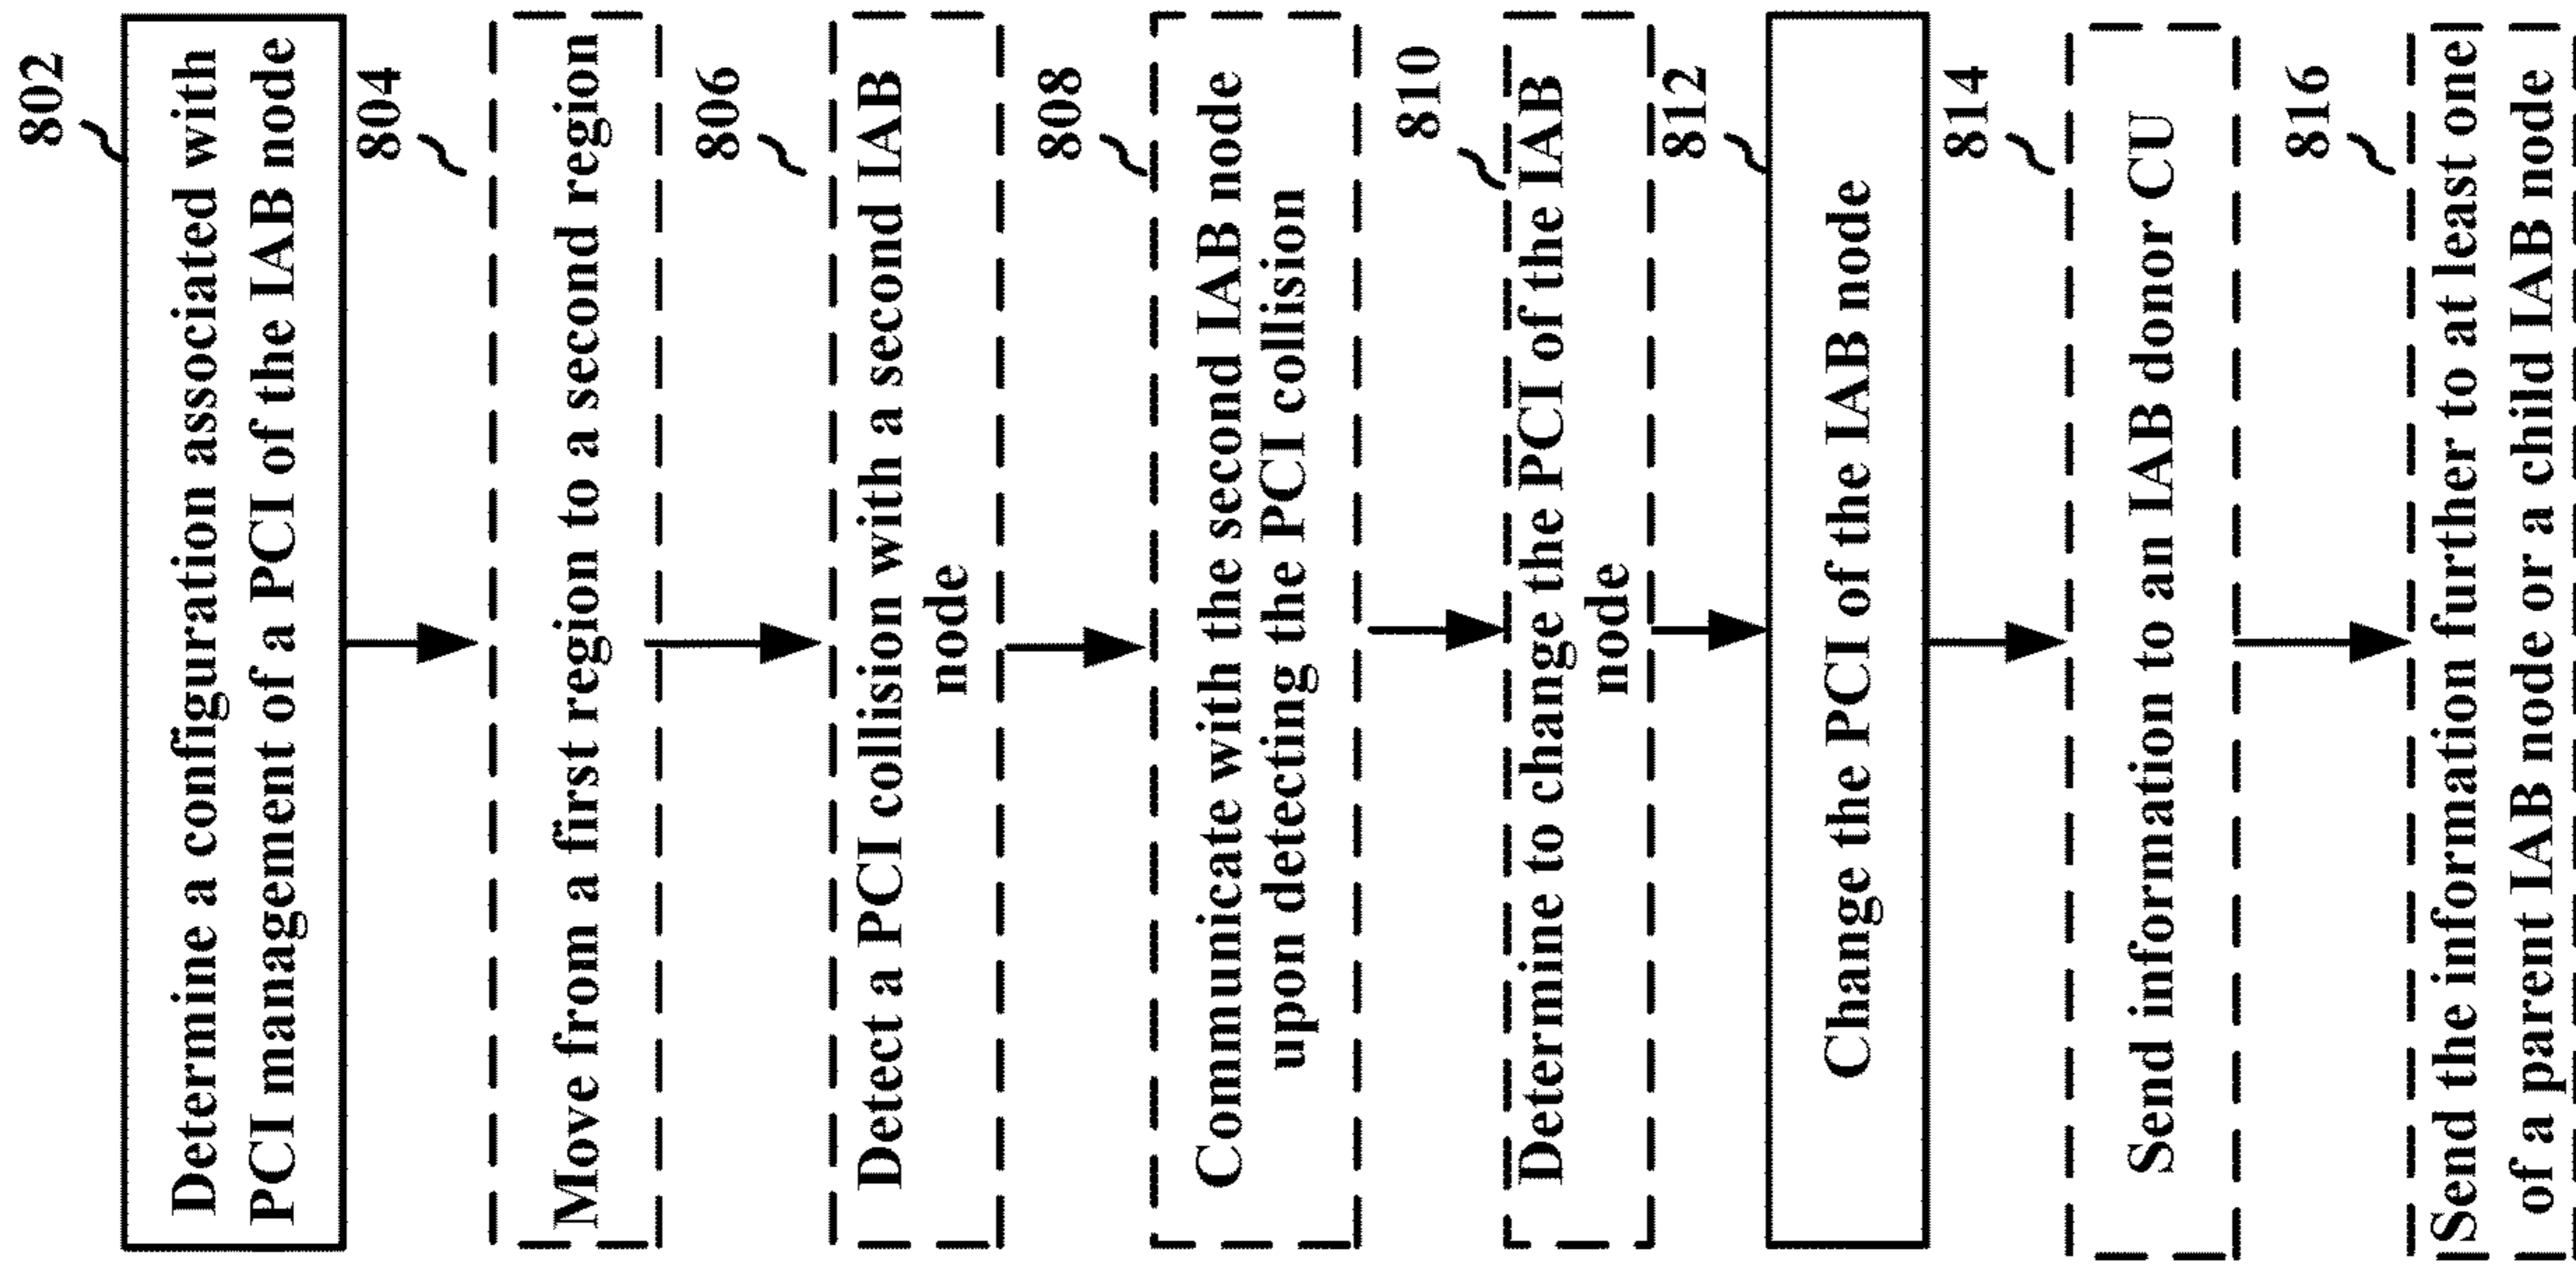 802
Determine a configuration associated with
PCI management of a PCI of the IAB node
804
Move from a first region to a second region
806
Detect a PCI collision with a second IAB
node
808
Communicate with the second IAB node
upon detecting the PCI collision
810
Determine to change the PCI of the IAB
node
812
Change the PCI of the IAB node
814
Send information to an IAB donor CU
816
Send the information further to at least one
of a parent IAB node or a child IAB node